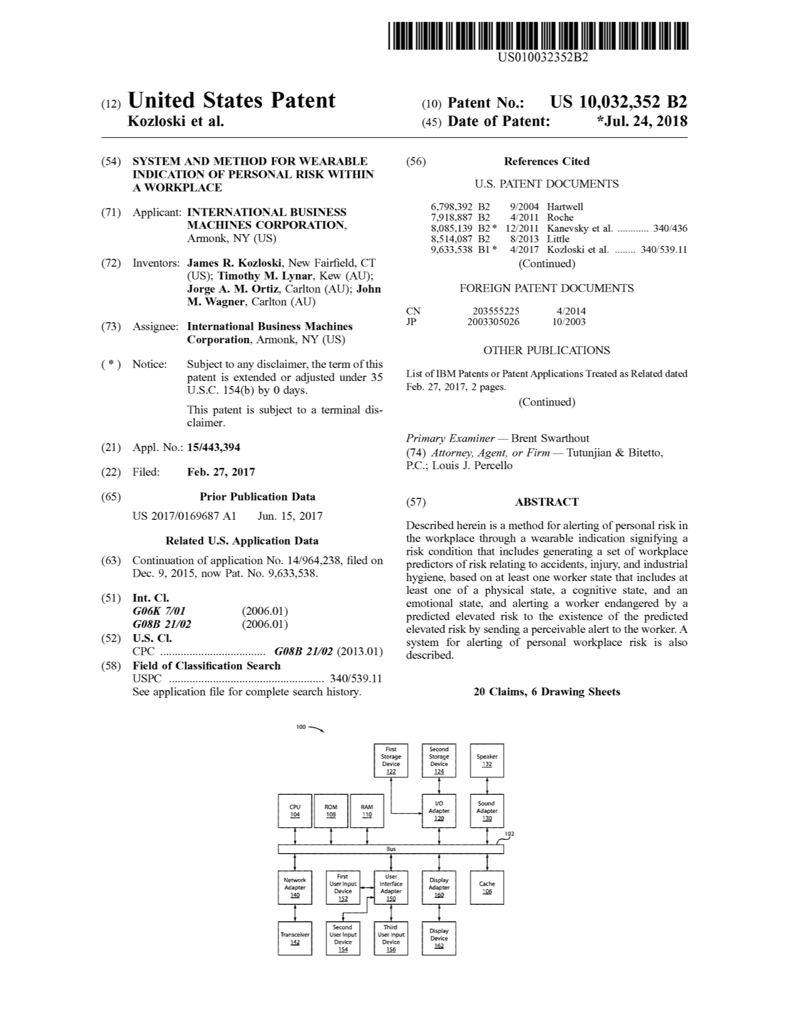 US010032352B2
(12) United States Patent
Kozloski et al.
(10) Patent No.: US 10,032,352 B2
(45) Date of Patent: *Jul. 24, 2018
(54) SYSTEM AND METHOD FOR WEARABLE
INDICATION OF PERSONAL RISK WITHIN
A WORKPLACE
(71) Applicant: INTERNATIONAL BUSINESS
MACHINES CORPORATION,
Armonk, NY (US)
(72) Inventors: James R. Kozloski, New Fairfield, CT
(US); Timothy M. Lynar, Kew (AU);
Jorge A. M. Ortiz, Carlton (AU); John
M. Wagner, Carlton (AU)
(73) Assignee: International Business Machines
Corporation, Armonk, NY (US)
( * ) Notice: Subject to any disclaimer, the term of this
patent is extended or adjusted under 35
U.S.C. 154(b) by 0 days.
This patent is subject to a terminal dis-
claimer.
(21) Appl. No.: 15/443,394
(22) Filed: Feb. 27, 2017
(65) Prior Publication Data
US 2017/0169687 A1 Jun. 15, 2017
Related U.S. Application Data
(63) Continuation of application No. 14/964,238, filed on
Dec. 9, 2015, now Pat. No. 9,633,538.
(51) Int. Cl.
G06K 7/01 (2006.01)
G08B 21/02 (2006.01)
(52) U.S. Cl.
CPC .................................... G08B 21/02 (2013.01)
(58) Field of Classification Search
USPC .................................................... 340/539.11
See application file for complete search history.
(56) References Cited
U.S. PATENT DOCUMENTS
6,798,392 B2 9/2004 Hartwell
7,918,887 B2 4/2011 Roche
8,085,139 B2 * 12/2011 Kanevsky et al. ............ 340/436
8,514,087 B2 8/2013 Little
9,633,538 B1 * 4/2017 Kozloski et al. ........ 340/539.11
(Continued)
FOREIGN PATENT DOCUMENTS
CN 203555225 4/2014
JP 2003305026 10/2003
OTHER PUBLICATIONS
List of IBM Patents or Patent Applications Treated as Related dated
Feb. 27, 2017, 2 pages.
(Continued)
Primary Examiner — Brent Swarthout
(74) Attorney, Agent, or Firm — Tutunjian & Bitetto,
P.C.; Louis J. Percello
(57) ABSTRACT
Described herein is a method for alerting of personal risk in
the workplace through a wearable indication signifying a
risk condition that includes generating a set of workplace
predictors of risk relating to accidents, injury, and industrial
hygiene, based on at least one worker state that includes at
least one of a physical state, a cognitive state, and an
emotional state, and alerting a worker endangered by a
predicted elevated risk to the existence of the predicted
elevated risk by sending a perceivable alert to the worker. A
system for alerting of personal workplace risk is also
described.
20 Claims, 6 Drawing Sheets
100
First
Storage
Device
122
Second
Storage
Device
124
Speaker
132
CPU
104
ROM
108
RAM
110
I/O
Adapter
120
Sound
Adapter
130
102
Bus
Network
Adapter
140
First
User Input
Device
152
User
Interface
Adapter
150
Display
Adapter
160
Cache
106
Transceiver
142
Second
User Input
Device
154
Third
User Input
Device
156
Display
Device
162